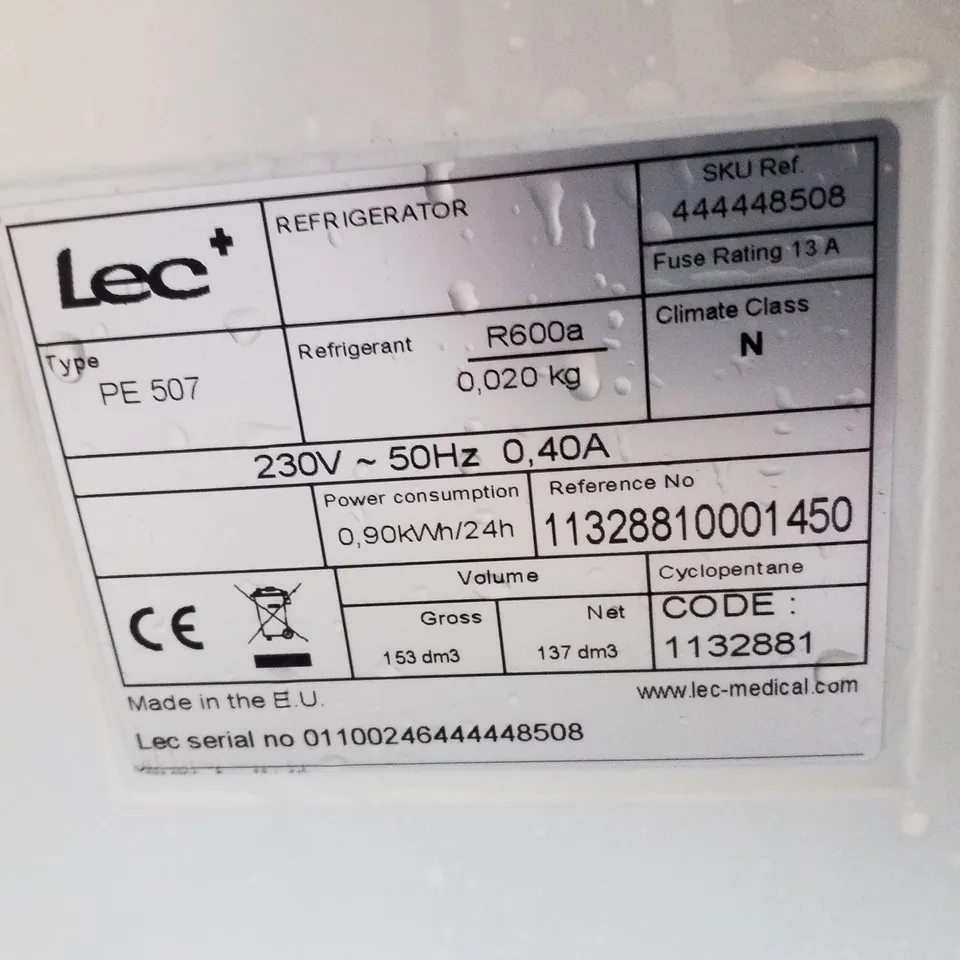 Lec+
REFRIGERATOR
SKU Ref.
444448508
Fuse Rating 13 A
Type
PE 507
Refrigerant
R600a
0,020 kg
Climate Class
N
230V ~ 50Hz 0,40A
Power consumption
0,90kWh/24h
Reference No
11328810001450
Volume
Gross
153 dm3
Net
137 dm3
Cyclopentane
CODE :
1132881
CE
Made in the E.U.
www.lec-medical.com
Lec serial no 01100246444448508